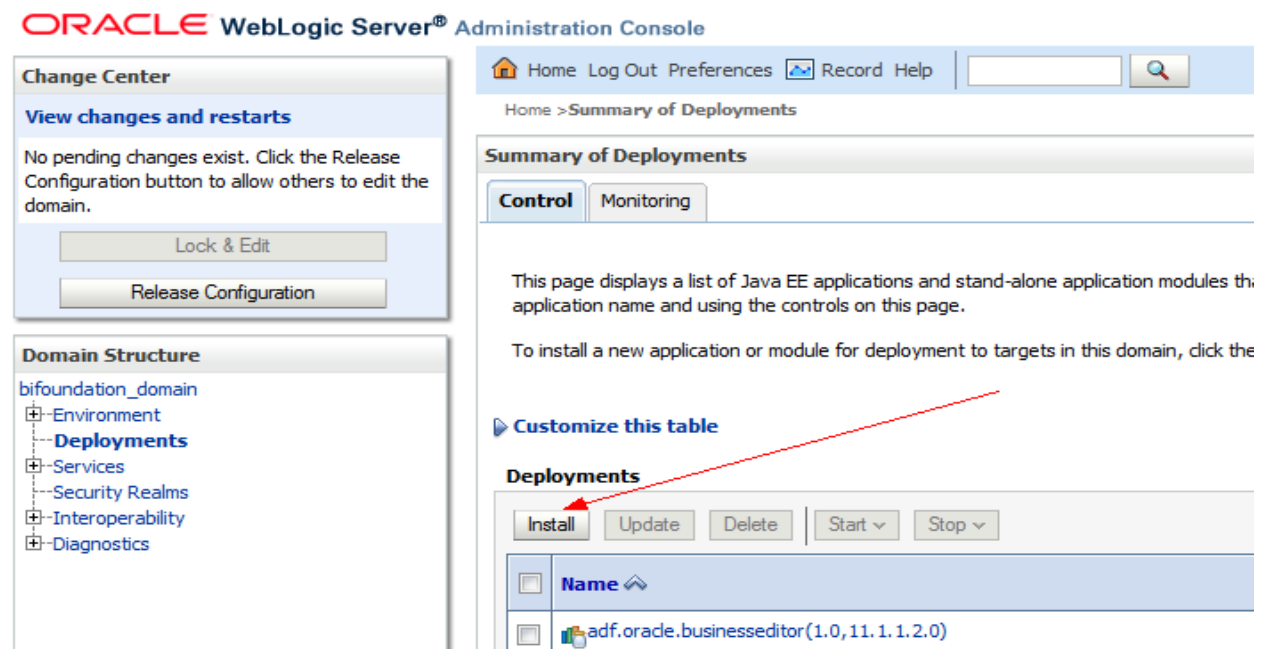 ORACLE WebLogic Server® Administration Console
Change Center
View changes and restarts
No pending changes exist. Click the Release
Configuration button to allow others to edit the
domain.
Lock & Edit
Release Configuration
Domain Structure
bifoundation_domain
Environment
Deployments
Services
Security Realms
Interoperability
Diagnostics
Home Log Out Preferences Record Help
Home >Summary of Deployments
Summary of Deployments
Control Monitoring
This page displays a list of Java EE applications and stand-alone application modules tha
application name and using the controls on this page.
To install a new application or module for deployment to targets in this domain, click the
Customize this table
Deployments
Install Update Delete Start Stop
Name
adf.oracle.businesseditor(1.0,11.1.1.2.0)